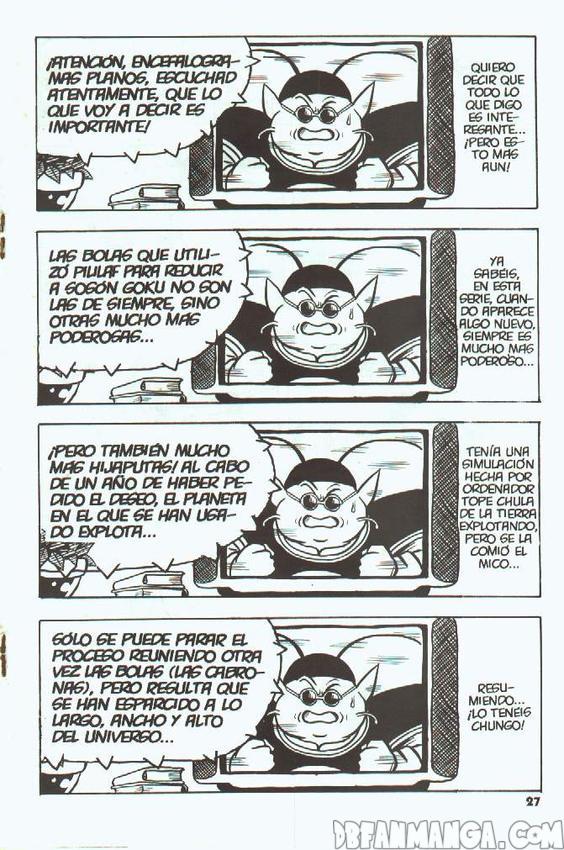 ¡ATENCIÓN, ENCEFALOGRA-
MAS PLANOS, ESCUCHAD
ATENTAMENTE, QUE LO
QUE VOY A DECIR ES
IMPORTANTE!
QUIERO
DECIR QUE
TODO LO
QUE DIGO
ES INTE-
RESANTE...
¡PERO ES-
TO MAS
AUN!
LAS BOLAS QUE UTILI-
ZÓ PILLAF PARA REDUCIR
A SOSÓN GOKU NO SON
LAS DE SIEMPRE, SINO
OTRAS MUCHO MAS
PODEROSAS...
YA
SABÉIS,
EN ESTA
SERIE, CUAN-
DO APARECE
ALGO NUEVO,
SIEMPRE ES
MUCHO MAS
PODEROSO...
¡PERO TAMBIÉN MUCHO
MAS HIJAPUTAS! AL CABO
DE UN AÑO DE HABER PE-
DIDO EL DESEO, EL PLANETA
EN EL QUE SE HAN USA-
DO EXPLOTA...
TENÍA UNA
SIMULACIÓN
HECHA POR
ORDENADOR
TOPE CHULA
DE LA TIERRA
EXPLOTANDO,
PERO SE LA
COMIÓ EL
MICO...
SÓLO SE PUEDE PARAR EL
PROCESO REUNIENDO OTRA
VEZ LAS BOLAS (LAS CABRO-
NAS), PERO RESULTA QUE
SE HAN ESPARCIDO A LO
LARGO, ANCHO Y ALTO
DEL UNIVERSO...
RESU-
MIENDO...
¡LO TENÉIS
CHUNGO!
27
DBFANMANGA.COM